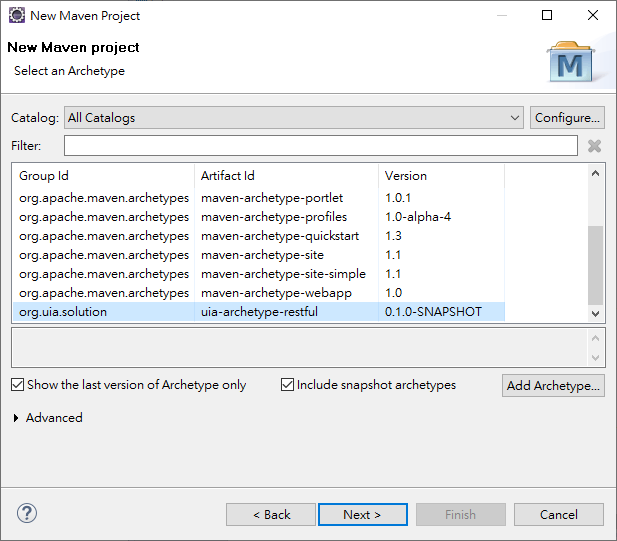 New Maven Project
New Maven project
Select an Archetype
M
Catalog: All Catalogs Configure...
Filter:
Group Id Artifact Id Version
org.apache.maven.archetypes maven-archetype-portlet 1.0.1
org.apache.maven.archetypes maven-archetype-profiles 1.0-alpha-4
org.apache.maven.archetypes maven-archetype-quickstart 1.3
org.apache.maven.archetypes maven-archetype-site 1.1
org.apache.maven.archetypes maven-archetype-site-simple 1.1
org.apache.maven.archetypes maven-archetype-webapp 1.0
org.uia.solution uia-archetype-restful 0.1.0-SNAPSHOT
Show the last version of Archetype only Include snapshot archetypes Add Archetype...
Advanced
? < Back Next > Finish Cancel